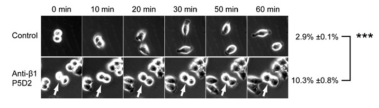 0 min 10 min 20 min 30 min 50 min 60 min
Control 2.9% ±0.1%
***
Anti-β1
P5D2 10.3% ±0.8%